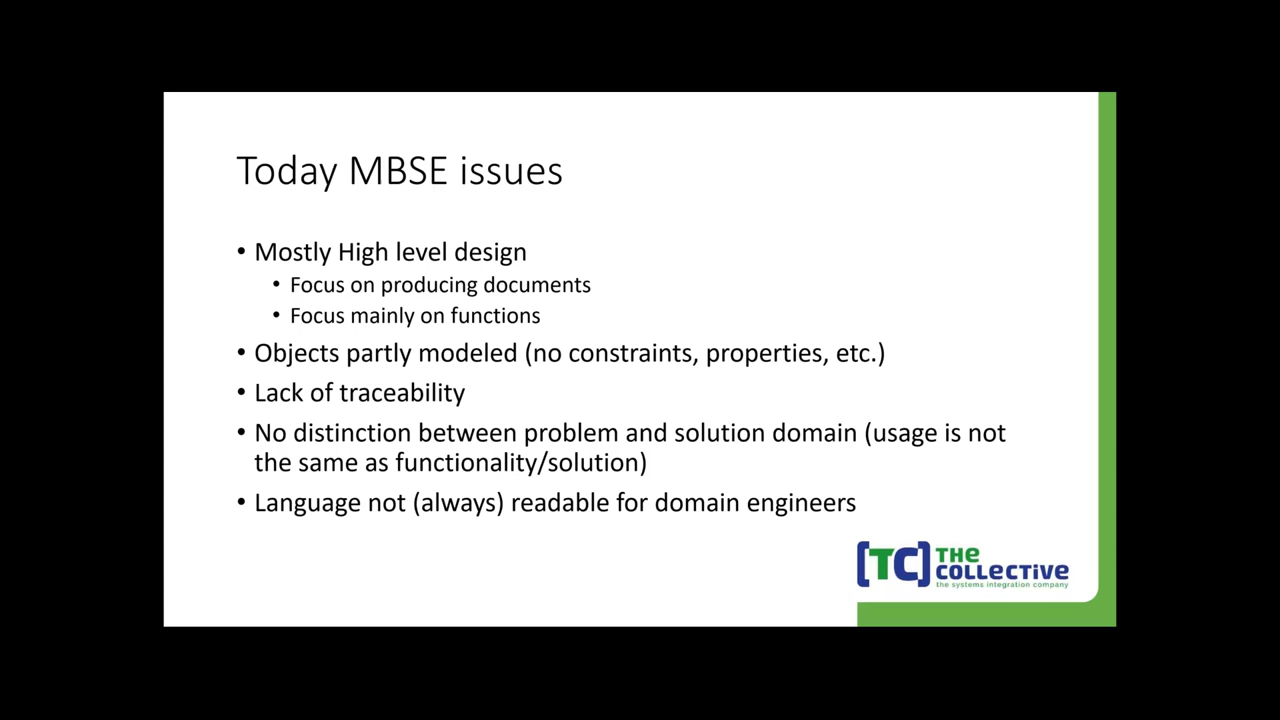 Today MBSE issues
• Mostly High level design
• Focus on producing documents
• Focus mainly on functions
• Objects partly modeled (no constraints, properties, etc.)
• Lack of traceability
• No distinction between problem and solution domain (usage is not
the same as functionality/solution)
• Language not (always) readable for domain engineers
[TC] THE
COLLECTIVE
the systems integration company